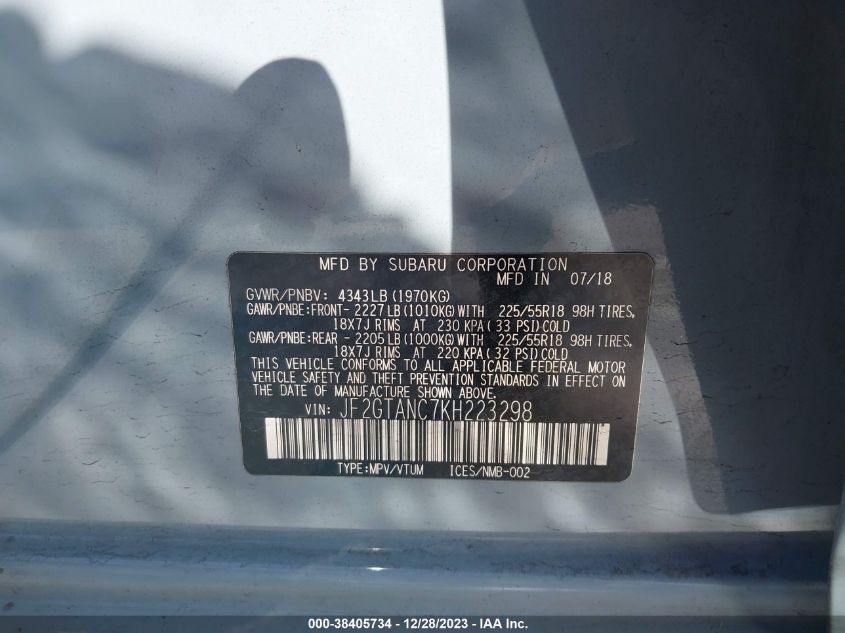 MFD BY SUBARU CORPORATION
MFD IN 07/18
GVWR/PNBV: 4343LB(1970KG)
GAWR/PNBE:FRONT- 2227LB(1010KG)WITH 225/55R18 98H TIRES,
18X7J RIMS AT 230 KPA( 33 PSI)COLD
GAWR/PNBE:REAR - 2205LB(1000KG)WITH 225/55R18 98H TIRES,
18X7J RIMS AT 220 KPA( 32 PSI)COLD
THIS VEHICLE CONFORMS TO ALL APPLICABLE FEDERAL MOTOR
VEHICLE SAFETY AND THEFT PREVENTION STANDARDS IN EFFECT ON
THE DATE OF MANUFACTURE SHOWN ABOVE.
VIN: JF2GTANC7KH223298
TYPE:MPV/VTUM ICES/NMB-002
000-38405734 - 12/28/2023 - IAA Inc.